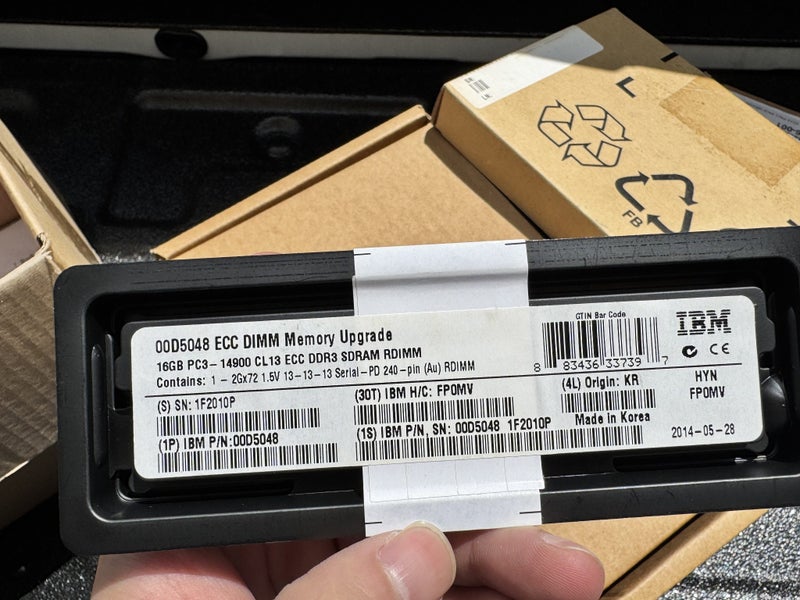 L
FB
00D5048 ECC DIMM Memory Upgrade
16GB PC3-14900 CL13 ECC DDR3 SDRAM RDIMM
Contains: 1 - 2Gx72 1.5V 13-13-13 Serial-PD 240-pin (Au) RDIMM
GTIN Bar Code
8 83436 33739 7
IBM
CE
(S) SN: 1F2010P
(30T) IBM H/C: FP0MV
(4L) Origin: KR
HYN
FP0MV
(1P) IBM P/N:00D5048
(1S) IBM P/N, SN: 00D5048 1F2010P
Made in Korea
2014-05-28